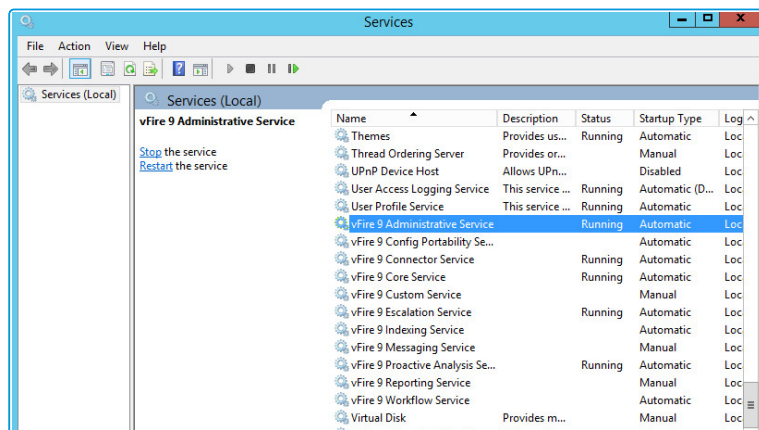 Services
File Action View Help
Services (Local)
Services (Local)
vFire 9 Administrative Service
Stop the service
Restart the service
Name Description Status Startup Type Log
Themes Provides us... Running Automatic Loc
Thread Ordering Server Provides or... Manual Loc
UPnP Device Host Allows UPn... Disabled Loc
User Access Logging Service This service ... Running Automatic (D... Loc
User Profile Service This service ... Running Automatic Loc
vFire 9 Administrative Service Running Automatic Loc
vFire 9 Config Portability Se... Automatic Loc
vFire 9 Connector Service Running Automatic Loc
vFire 9 Core Service Running Automatic Loc
vFire 9 Custom Service Manual Loc
vFire 9 Escalation Service Running Automatic Loc
vFire 9 Indexing Service Automatic Loc
vFire 9 Messaging Service Manual Loc
vFire 9 Proactive Analysis Se... Running Automatic Loc
vFire 9 Reporting Service Manual Loc
vFire 9 Workflow Service Automatic Loc
Virtual Disk Provides m... Manual Loc